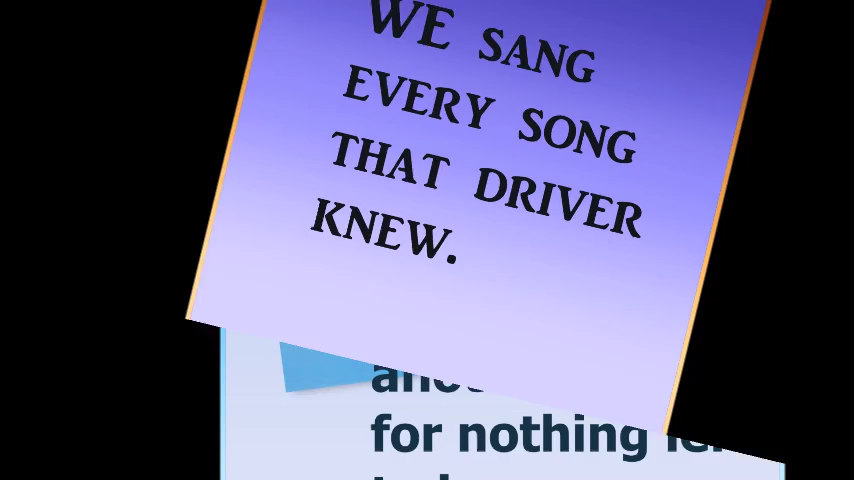 WE SANG
EVERY SONG
THAT DRIVER
KNEW.
for nothing